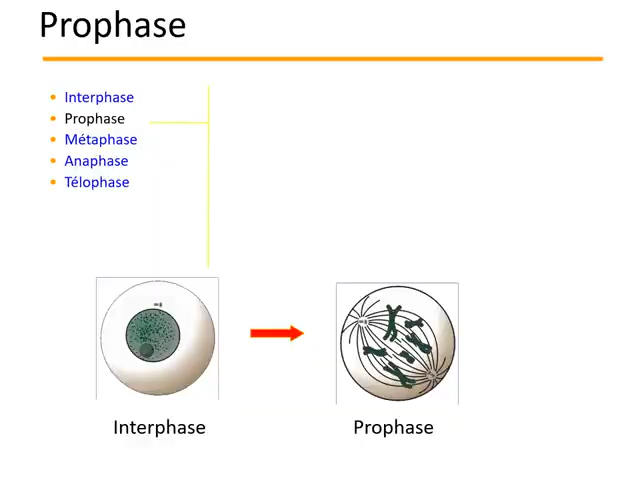 Prophase
Interphase
Prophase
Métaphase
Anaphase
Télophase
Interphase
Prophase